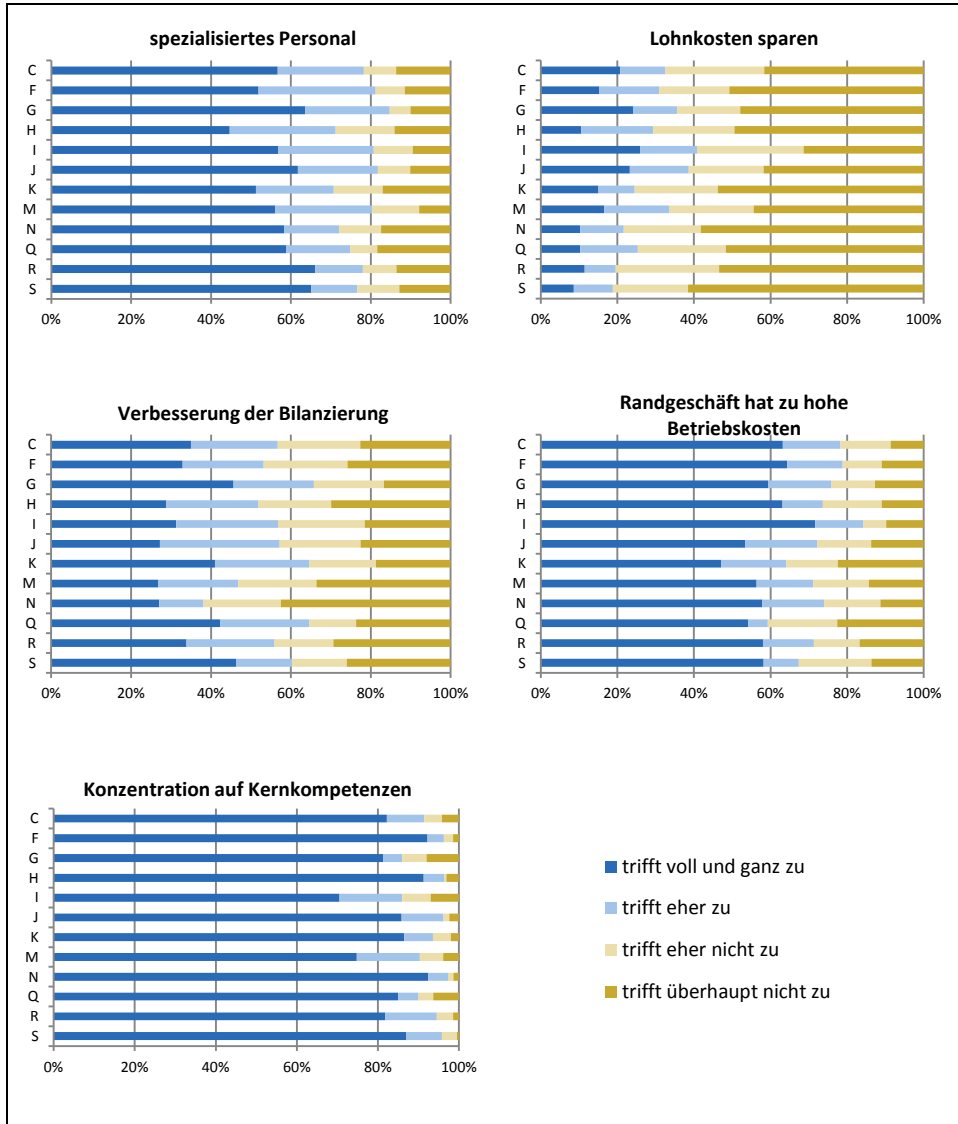 spezialisiertes Personal
C
F
G
H
I
J
K
M
N
Q
R
S
0% 20% 40% 60% 80% 100%
Lohnkosten sparen
C
F
G
H
I
J
K
M
N
Q
R
S
0% 20% 40% 60% 80% 100%
Verbesserung der Bilanzierung
C
F
G
H
I
J
K
M
N
Q
R
S
0% 20% 40% 60% 80% 100%
Randgeschäft hat zu hohe
Betriebskosten
C
F
G
H
I
J
K
M
N
Q
R
S
0% 20% 40% 60% 80% 100%
Konzentration auf Kernkompetenzen
C
F
G
H
I
J
K
M
N
Q
R
S
0% 20% 40% 60% 80% 100%
trifft voll und ganz zu
trifft eher zu
trifft eher nicht zu
trifft überhaupt nicht zu